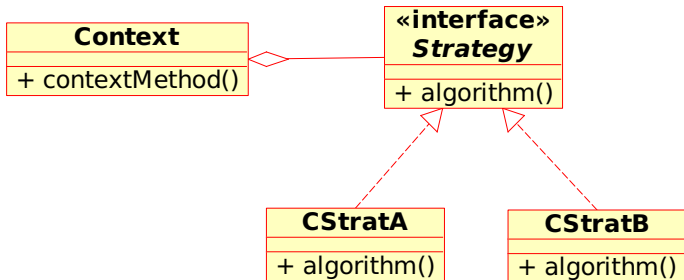 Context
+ contextMethod()
«interface»
Strategy
+ algorithm()
CStratA
+ algorithm()
CStratB
+ algorithm()